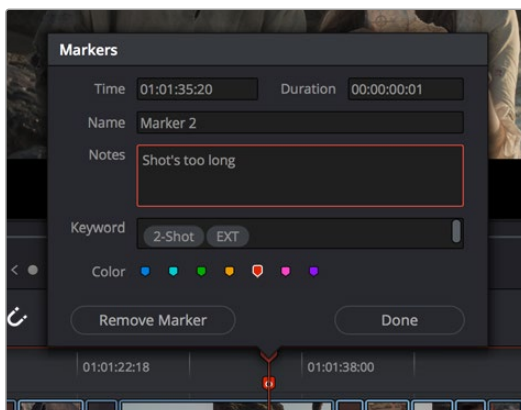 Markers
Time 01:01:35:20 Duration 00:00:00:01
Name Marker 2
Notes Shot's too long
Keyword 2-Shot EXT
Color
Remove Marker Done
01:01:22:18 01:01:38:00